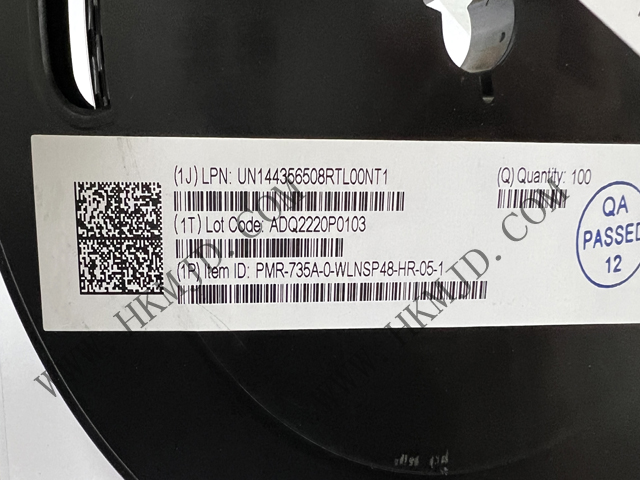 (1J) LPN: UN144356508RTL00NT1
(Q) Quantity: 100
(1T) Lot Code: ADQ2220P0103
(1P) Item ID: PMR-735A-0-WLNSP48-HR-05-1
QA
PASSED
12
WWW.HKMJD.COM
WWW.HKMJD.COM